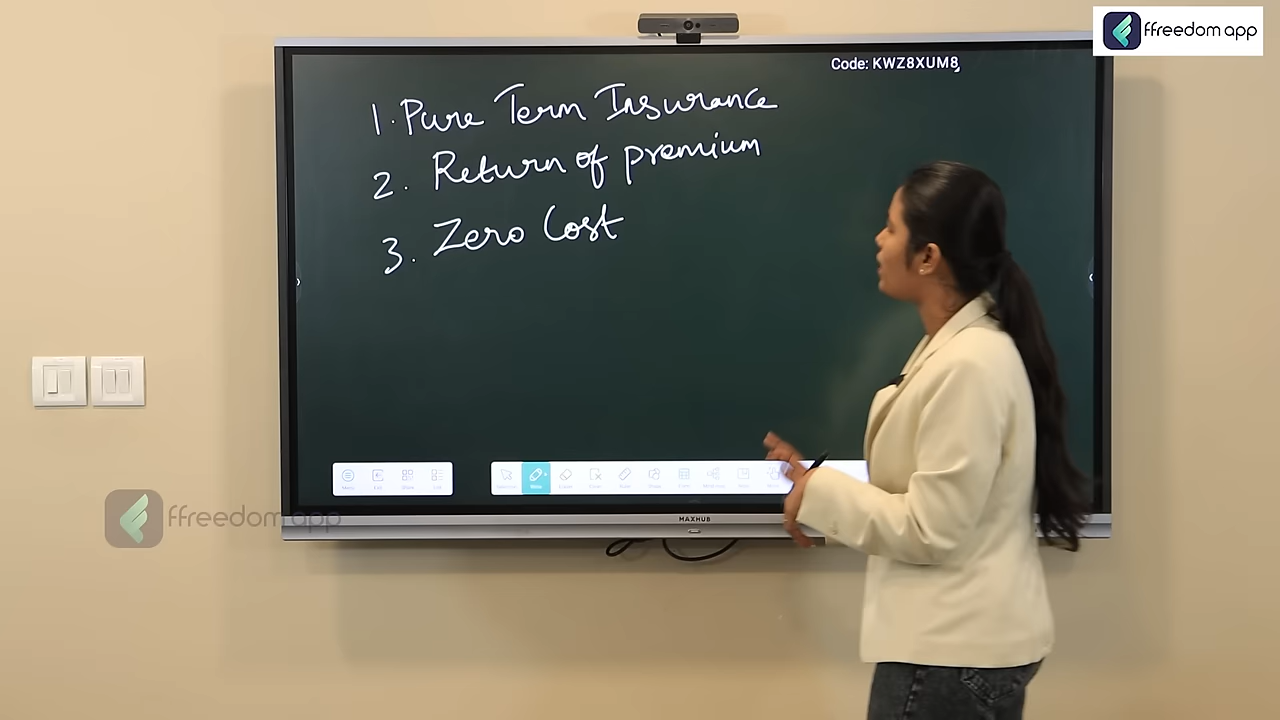 ffreedom app
Code: KWZ8XUM8
1. Pure Term Insurance
2. Return of premium
3. Zero Cost
MAXHUB
ffreedom app